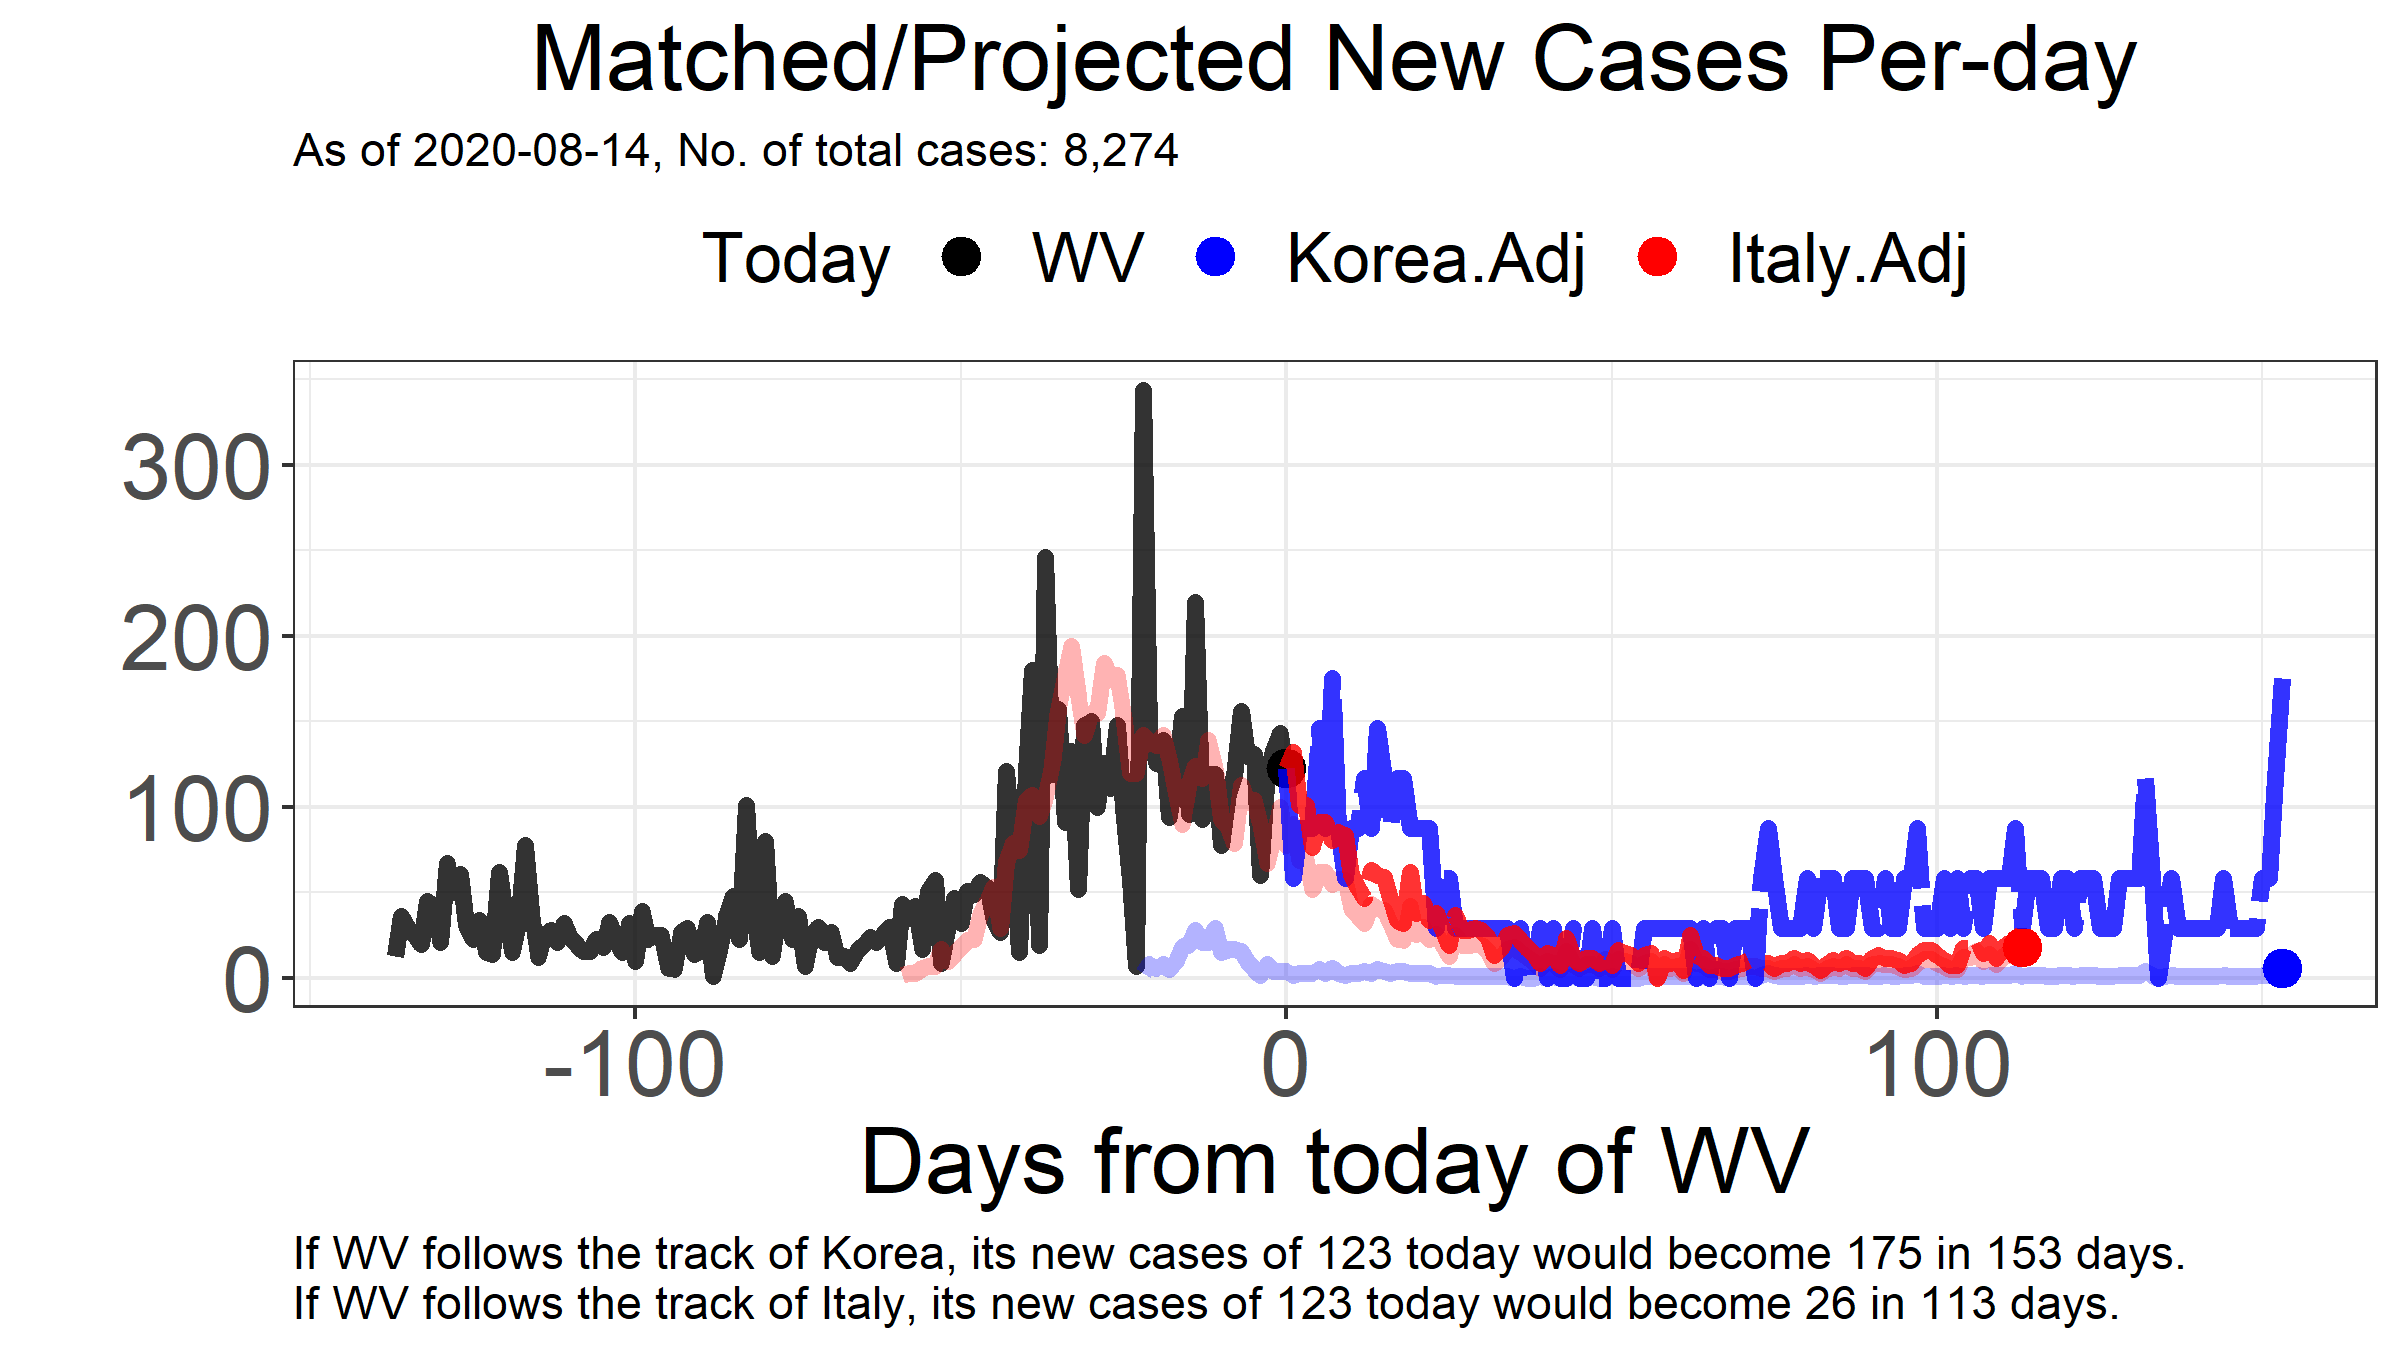 Matched/Projected New Cases Per-day
As of 2020-08-14, No. of total cases: 8,274
Today WV Korea.Adj Italy.Adj
300
200
100
0
-100 0 100
Days from today of WV
If WV follows the track of Korea, its new cases of 123 today would become 175 in 153 days.
If WV follows the track of Italy, its new cases of 123 today would become 26 in 113 days.